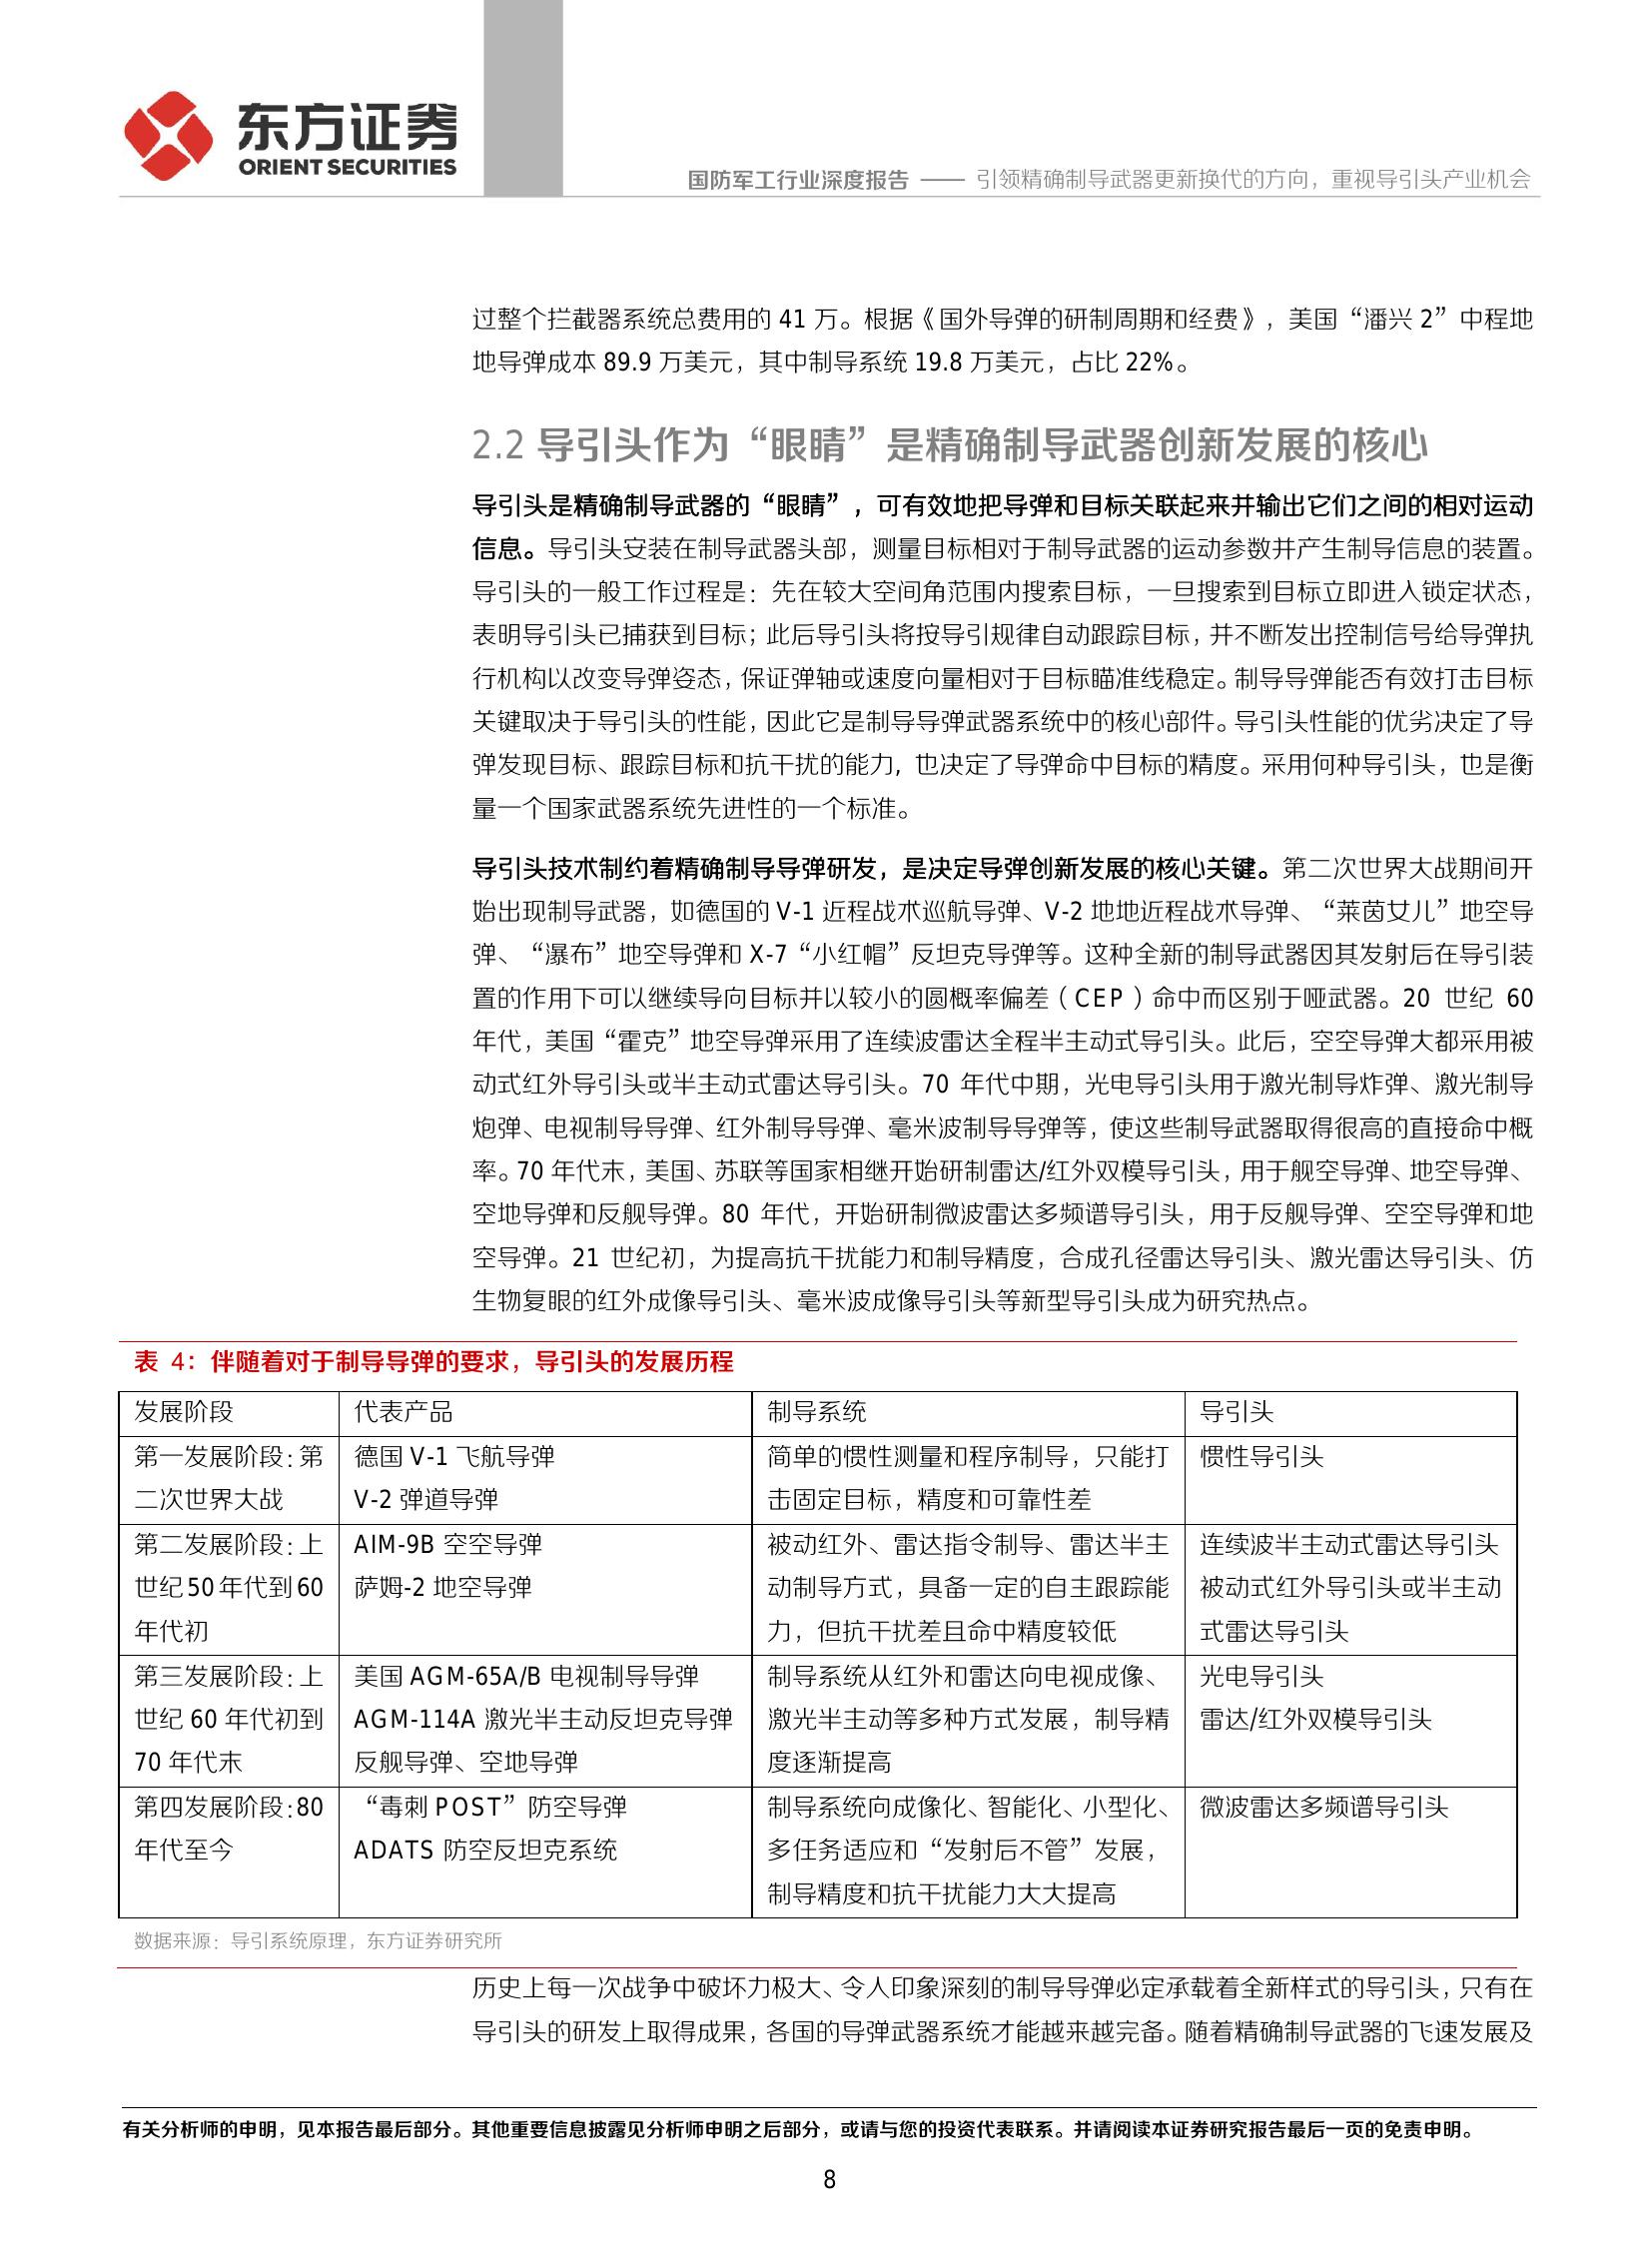 东方证券
ORIENT SECURITIES
国防军工行业深度报告 —— 引领精确制导武器更新换代的方向，重视导引头产业机会
过整个拦截器系统总费用的 41 万。根据《国外导弹的研制周期和经费》，美国“潘兴 2”中程地
地导弹成本 89.9 万美元，其中制导系统 19.8 万美元，占比 22%。
2.2 导引头作为“眼睛”是精确制导武器创新发展的核心
导引头是精确制导武器的“眼睛”，可有效地把导弹和目标关联起来并输出它们之间的相对运动
信息。导引头安装在制导武器头部，测量目标相对于制导武器的运动参数并产生制导信息的装置。
导引头的一般工作过程是：先在较大空间角范围内搜索目标，一旦搜索到目标立即进入锁定状态，
表明导引头已捕获到目标；此后导引头将按导引规律自动跟踪目标，并不断发出控制信号给导弹执
行机构以改变导弹姿态，保证弹轴或速度向量相对于目标瞄准线稳定。制导导弹能否有效打击目标
关键取决于导引头的性能，因此它是制导导弹武器系统中的核心部件。导引头性能的优劣决定了导
弹发现目标、跟踪目标和抗干扰的能力，也决定了导弹命中目标的精度。采用何种导引头，也是衡
量一个国家武器系统先进性的一个标准。
导引头技术制约着精确制导导弹研发，是决定导弹创新发展的核心关键。第二次世界大战期间开
始出现制导武器，如德国的 V-1 近程战术巡航导弹、V-2 地地近程战术导弹、“莱茵女儿”地空导
弹、“瀑布”地空导弹和 X-7“小红帽”反坦克导弹等。这种全新的制导武器因其发射后在导引装
置的作用下可以继续导向目标并以较小的圆概率偏差（CEP）命中而区别于哑武器。20 世纪 60
年代，美国“霍克”地空导弹采用了连续波雷达全程半主动式导引头。此后，空空导弹大都采用被
动式红外导引头或半主动式雷达导引头。70 年代中期，光电导引头用于激光制导炸弹、激光制导
炮弹、电视制导导弹、红外制导导弹、毫米波制导导弹等，使这些制导武器取得很高的直接命中概
率。70 年代末，美国、苏联等国家相继开始研制雷达/红外双模导引头，用于舰空导弹、地空导弹、
空地导弹和反舰导弹。80 年代，开始研制微波雷达多频谱导引头，用于反舰导弹、空空导弹和地
空导弹。21 世纪初，为提高抗干扰能力和制导精度，合成孔径雷达导引头、激光雷达导引头、仿
生物复眼的红外成像导引头、毫米波成像导引头等新型导引头成为研究热点。
表 4：伴随着对于制导导弹的要求，导引头的发展历程
发展阶段 代表产品 制导系统 导引头
第一发展阶段：第 德国 V-1 飞航导弹 简单的惯性测量和程序制导，只能打 惯性导引头
二次世界大战 V-2 弹道导弹 击固定目标，精度和可靠性差
第二发展阶段：上 AIM-9B 空空导弹 被动红外、雷达指令制导、雷达半主 连续波半主动式雷达导引头
世纪 50 年代到 60 萨姆-2 地空导弹 动制导方式，具备一定的自主跟踪能 被动式红外导引头或半主动
年代初 力，但抗干扰差且命中精度较低 式雷达导引头
第三发展阶段：上 美国 AGM-65A/B 电视制导导弹 制导系统从红外和雷达向电视成像、 光电导引头
世纪 60 年代初到 AGM-114A 激光半主动反坦克导弹 激光半主动等多种方式发展，制导精 雷达/红外双模导引头
70 年代末 反舰导弹、空地导弹 度逐渐提高
第四发展阶段：80 “毒刺 POST”防空导弹 制导系统向成像化、智能化、小型化、 微波雷达多频谱导引头
年代至今 ADATS 防空反坦克系统 多任务适应和“发射后不管”发展，
制导精度和抗干扰能力大大提高
数据来源：导引系统原理，东方证券研究所
历史上每一次战争中破坏力极大、令人印象深刻的制导导弹必定承载着全新样式的导引头，只有在
导引头的研发上取得成果，各国的导弹武器系统才能越来越完备。随着精确制导武器的飞速发展及
有关分析师的申明，见本报告最后部分。其他重要信息披露见分析师申明之后部分，或请与您的投资代表联系。并请阅读本证券研究报告最后一页的免责申明。
8